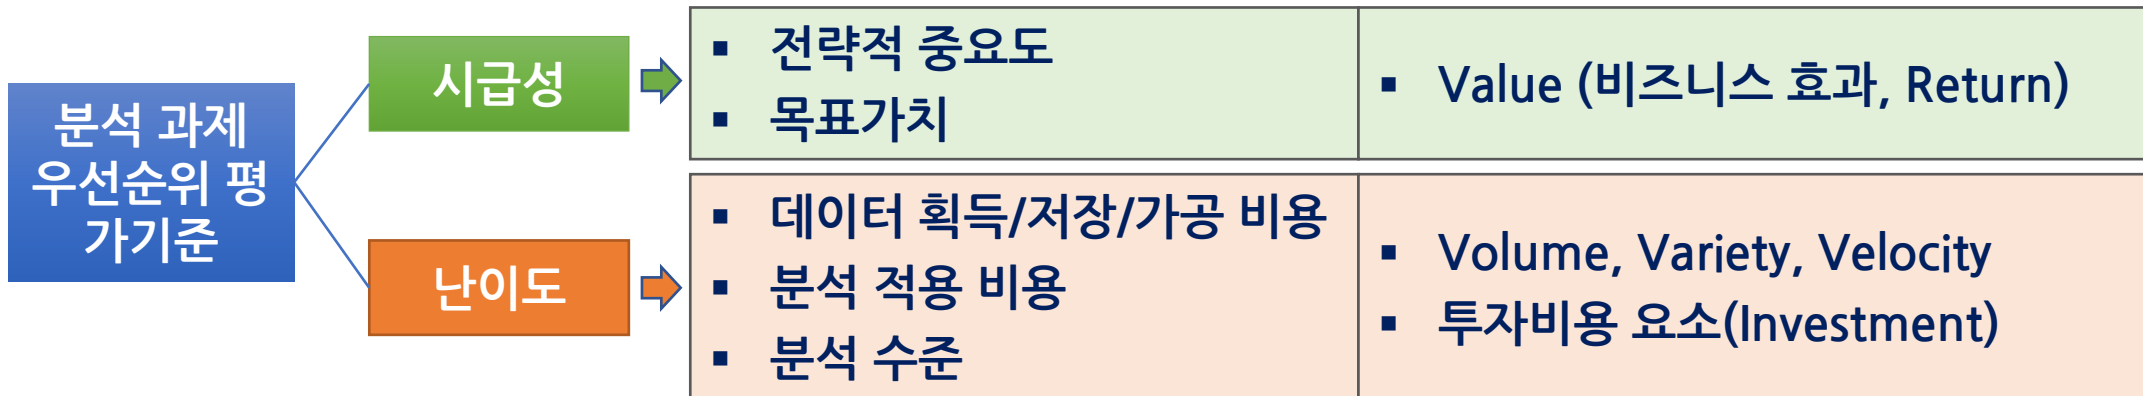 분석 과제
우선순위 평
가기준
시급성
▪ 전략적 중요도
▪ 목표가치
▪ Value (비즈니스 효과, Return)
난이도
▪ 데이터 획득/저장/가공 비용
▪ 분석 적용 비용
▪ 분석 수준
▪ Volume, Variety, Velocity
▪ 투자비용 요소(Investment)